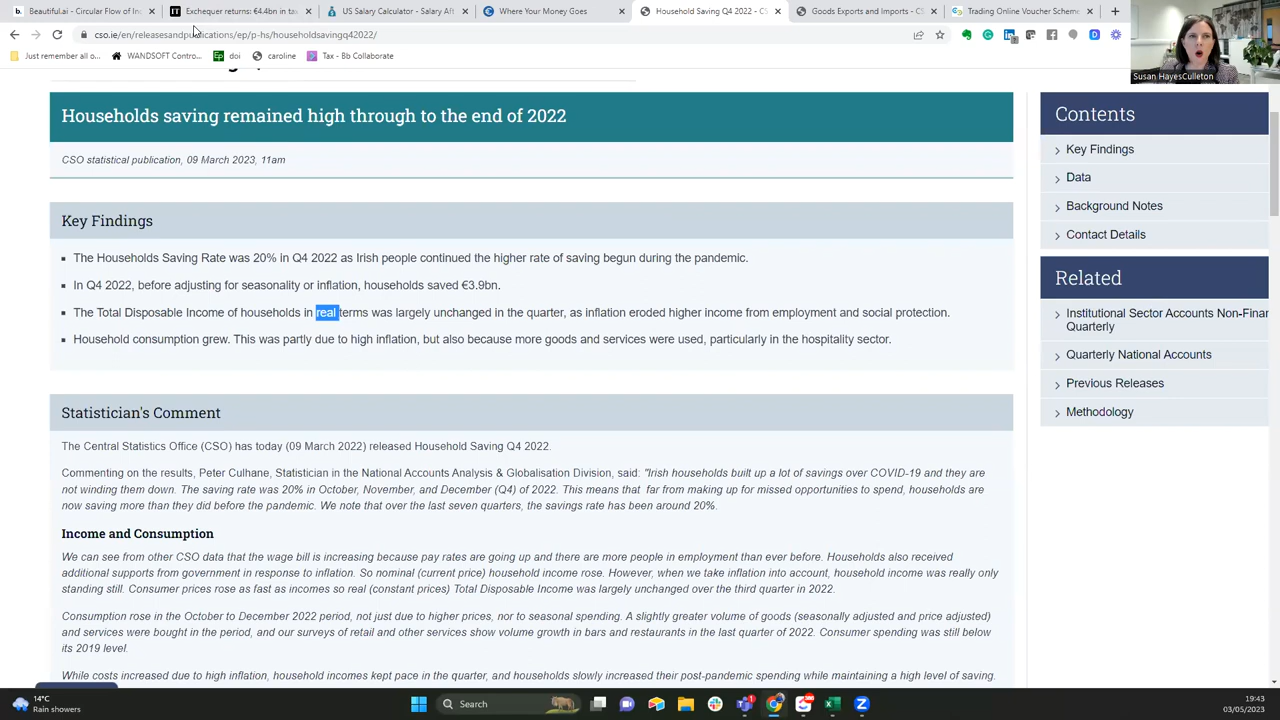 Beautiful.ai - Circular Flow of Inc
Exchequer returns: €4.4bn in tax
US Salary Calculator - Salary Aft
Where Your Money Goes
Household Saving Q4 2022 - CS
Goods Exports and Imports - CS
Trading Online Voucher Scheme
cso.ie/en/releasesandpublications/ep/p-hs/householdsavingq42022/
Just remember all o...
WANDSOFT Contro...
doi
caroline
Tax - Bb Collaborate
Susan HayesCulleton
Households saving remained high through to the end of 2022
CSO statistical publication, 09 March 2023, 11am
Key Findings
The Households Saving Rate was 20% in Q4 2022 as Irish people continued the higher rate of saving begun during the pandemic.
In Q4 2022, before adjusting for seasonality or inflation, households saved €3.9bn.
The Total Disposable Income of households in real terms was largely unchanged in the quarter, as inflation eroded higher income from employment and social protection.
Household consumption grew. This was partly due to high inflation, but also because more goods and services were used, particularly in the hospitality sector.
Statistician's Comment
The Central Statistics Office (CSO) has today (09 March 2022) released Household Saving Q4 2022.
Commenting on the results, Peter Culhane, Statistician in the National Accounts Analysis & Globalisation Division, said: "Irish households built up a lot of savings over COVID-19 and they are
not winding them down. The saving rate was 20% in October, November, and December (Q4) of 2022. This means that far from making up for missed opportunities to spend, households are
now saving more than they did before the pandemic. We note that over the last seven quarters, the savings rate has been around 20%.
Income and Consumption
We can see from other CSO data that the wage bill is increasing because pay rates are going up and there are more people in employment than ever before. Households also received
additional supports from government in response to inflation. So nominal (current price) household income rose. However, when we take inflation into account, household income was really only
standing still. Consumer prices rose as fast as incomes so real (constant prices) Total Disposable Income was largely unchanged over the third quarter in 2022.
Consumption rose in the October to December 2022 period, not just due to higher prices, nor to seasonal spending. A slightly greater volume of goods (seasonally adjusted and price adjusted)
and services were bought in the period, and our surveys of retail and other services show volume growth in bars and restaurants in the last quarter of 2022. Consumer spending was still below
its 2019 level.
While costs increased due to high inflation, household incomes kept pace in the quarter, and households slowly increased their post-pandemic spending while maintaining a high level of saving.
Contents
Key Findings
Data
Background Notes
Contact Details
Related
Institutional Sector Accounts Non-Finan
Quarterly
Quarterly National Accounts
Previous Releases
Methodology
14°C
Rain showers
Search
19:43
03/05/2023